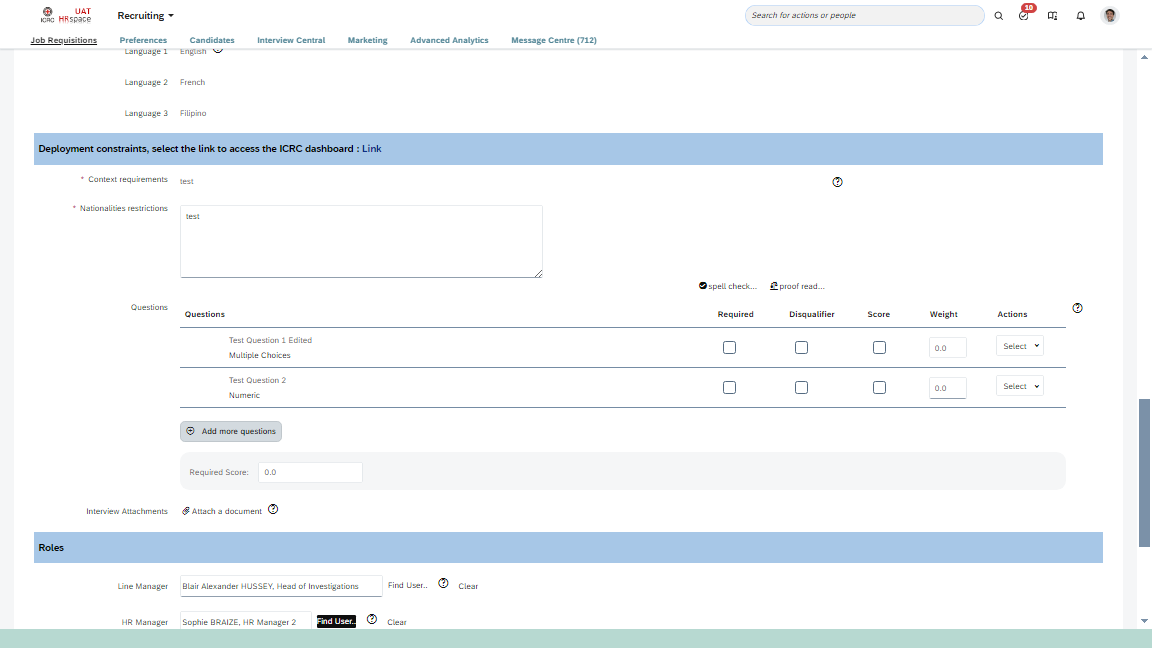 UAT
ICRC HRspace
Recruiting
Search for actions or people
10
Job Requisitions Preferences Candidates Interview Central Marketing Advanced Analytics Message Centre (712)
Language 1 English
Language 2 French
Language 3 Filipino
Deployment constraints, select the link to access the ICRC dashboard : Link
* Context requirements test
* Nationalities restrictions test
spell check... proof read...
Questions
Questions Required Disqualifier Score Weight Actions
Test Question 1 Edited
Multiple Choices 0.0 Select
Test Question 2
Numeric 0.0 Select
Add more questions
Required Score: 0.0
Interview Attachments Attach a document
Roles
Line Manager Blair Alexander HUSSEY, Head of Investigations Find User.. Clear
HR Manager Sophie BRAIZE, HR Manager 2 Find User.. Clear